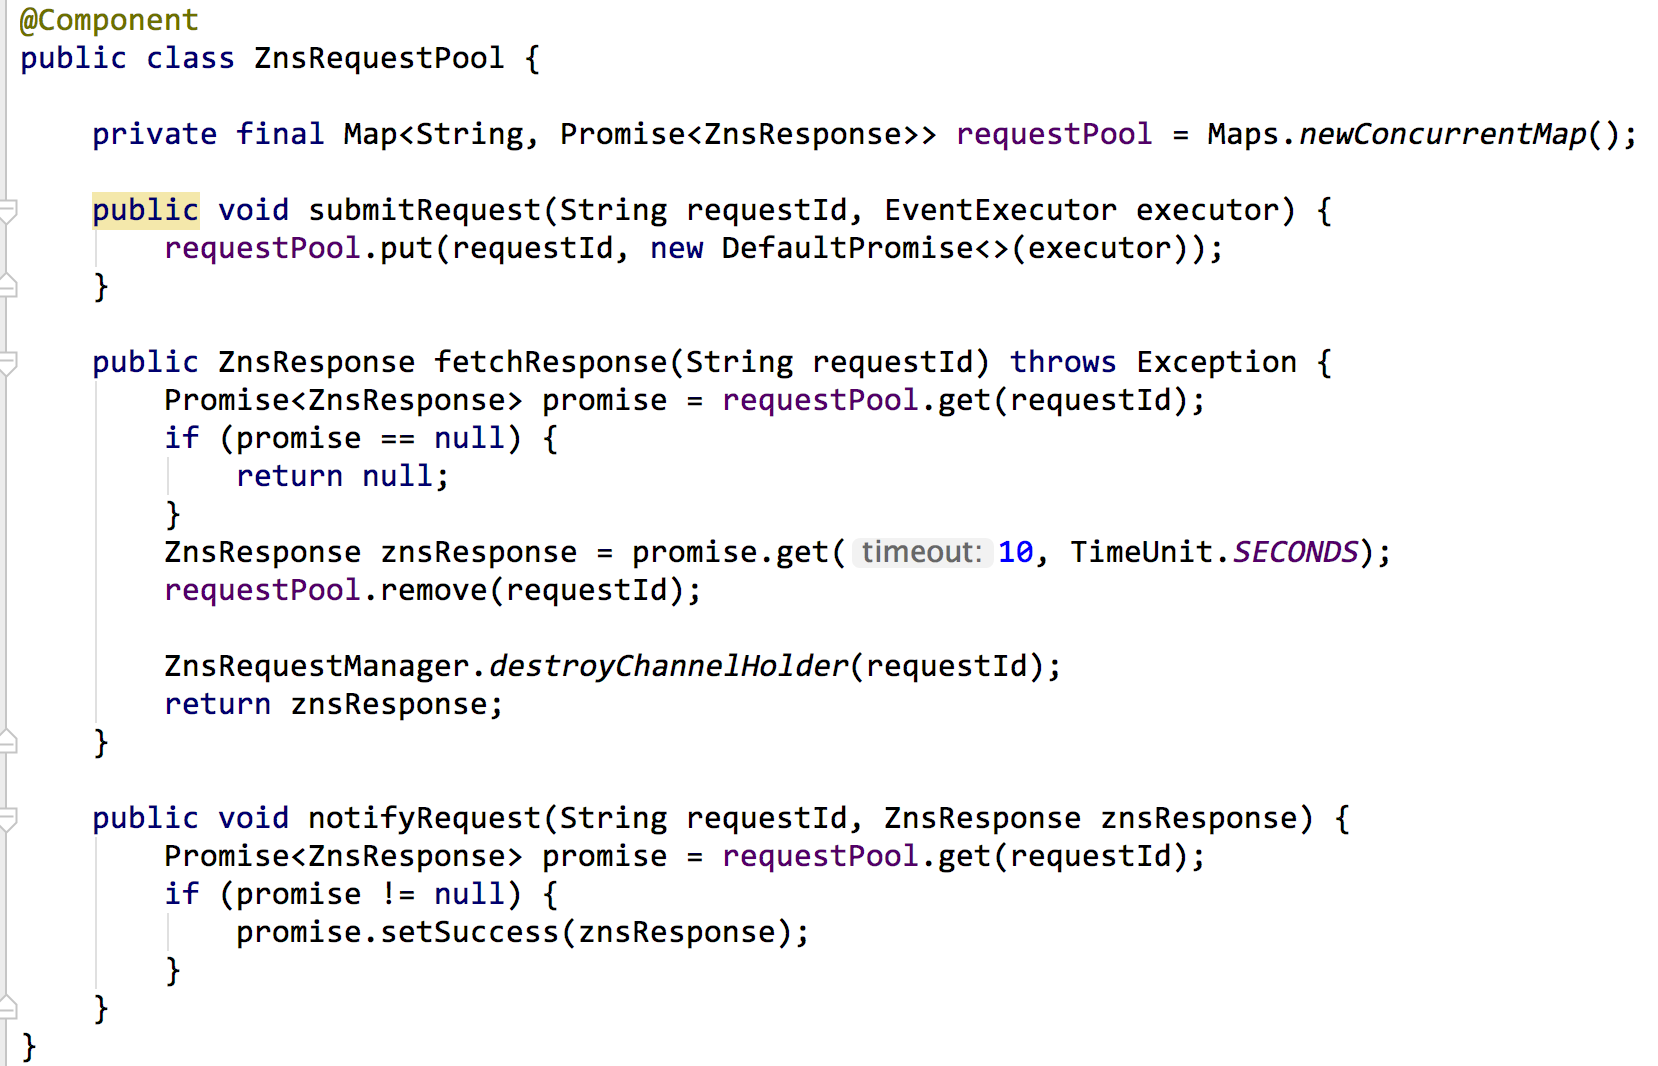 @Component
public class ZnsRequestPool {
private final Map<String, Promise<ZnsResponse>> requestPool = Maps.newConcurrentMap();
public void submitRequest(String requestId, EventExecutor executor) {
requestPool.put(requestId, new DefaultPromise<>(executor));
}
public ZnsResponse fetchResponse(String requestId) throws Exception {
Promise<ZnsResponse> promise = requestPool.get(requestId);
if (promise == null) {
return null;
}
ZnsResponse znsResponse = promise.get( timeout: 10, TimeUnit.SECONDS);
requestPool.remove(requestId);
ZnsRequestManager.destroyChannelHolder(requestId);
return znsResponse;
}
public void notifyRequest(String requestId, ZnsResponse znsResponse) {
Promise<ZnsResponse> promise = requestPool.get(requestId);
if (promise != null) {
promise.setSuccess(znsResponse);
}
}
}